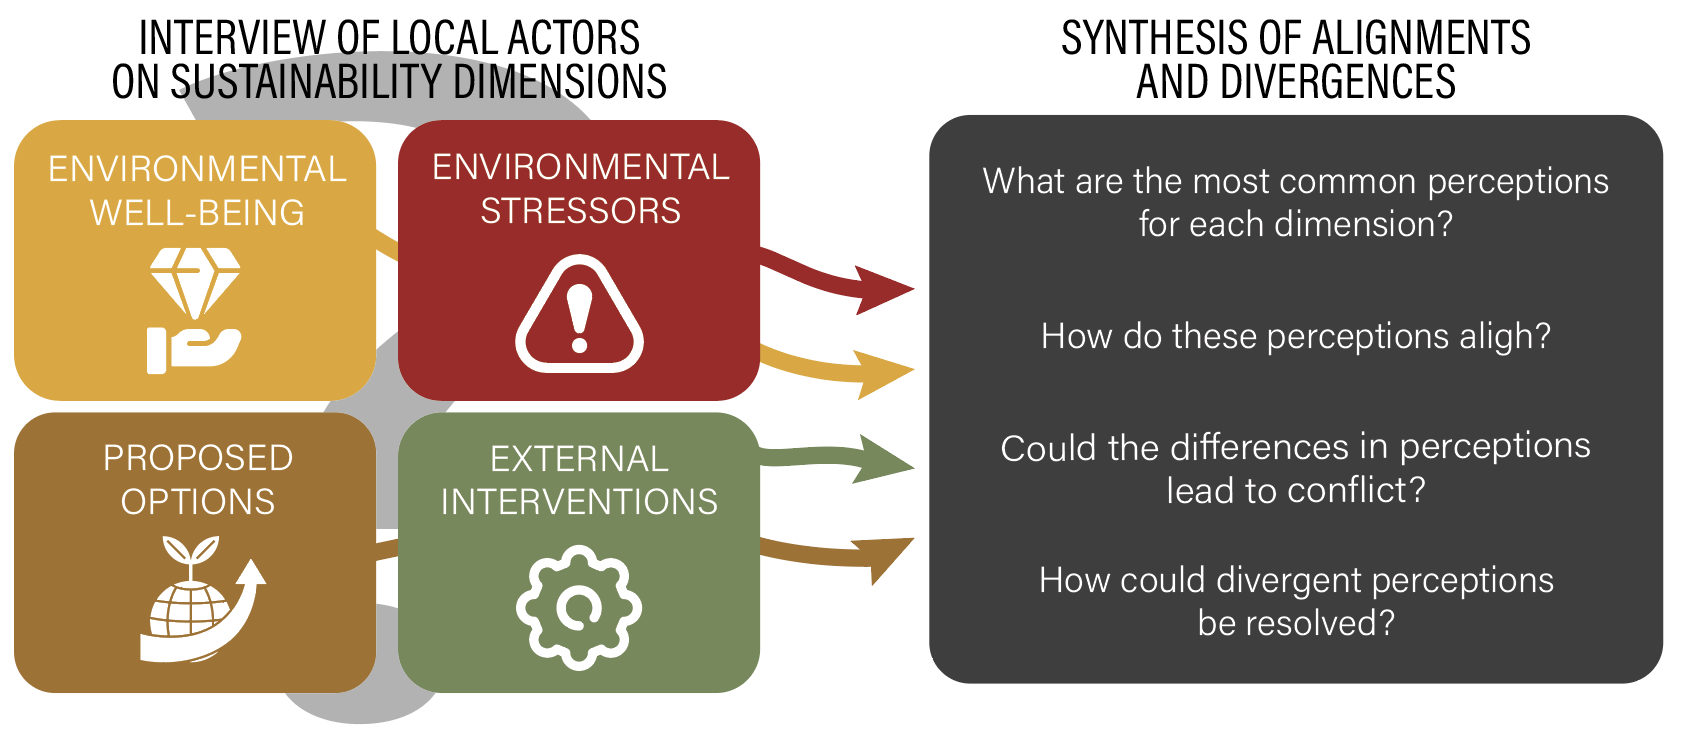 INTERVIEW OF LOCAL ACTORS
ON SUSTAINABILITY DIMENSIONS
ENVIRONMENTAL
WELL-BEING
ENVIRONMENTAL
STRESSORS
PROPOSED
OPTIONS
EXTERNAL
INTERVENTIONS
SYNTHESIS OF ALIGNMENTS
AND DIVERGENCES
What are the most common perceptions
for each dimension?
How do these perceptions aligh?
Could the differences in perceptions
lead to conflict?
How could divergent perceptions
be resolved?